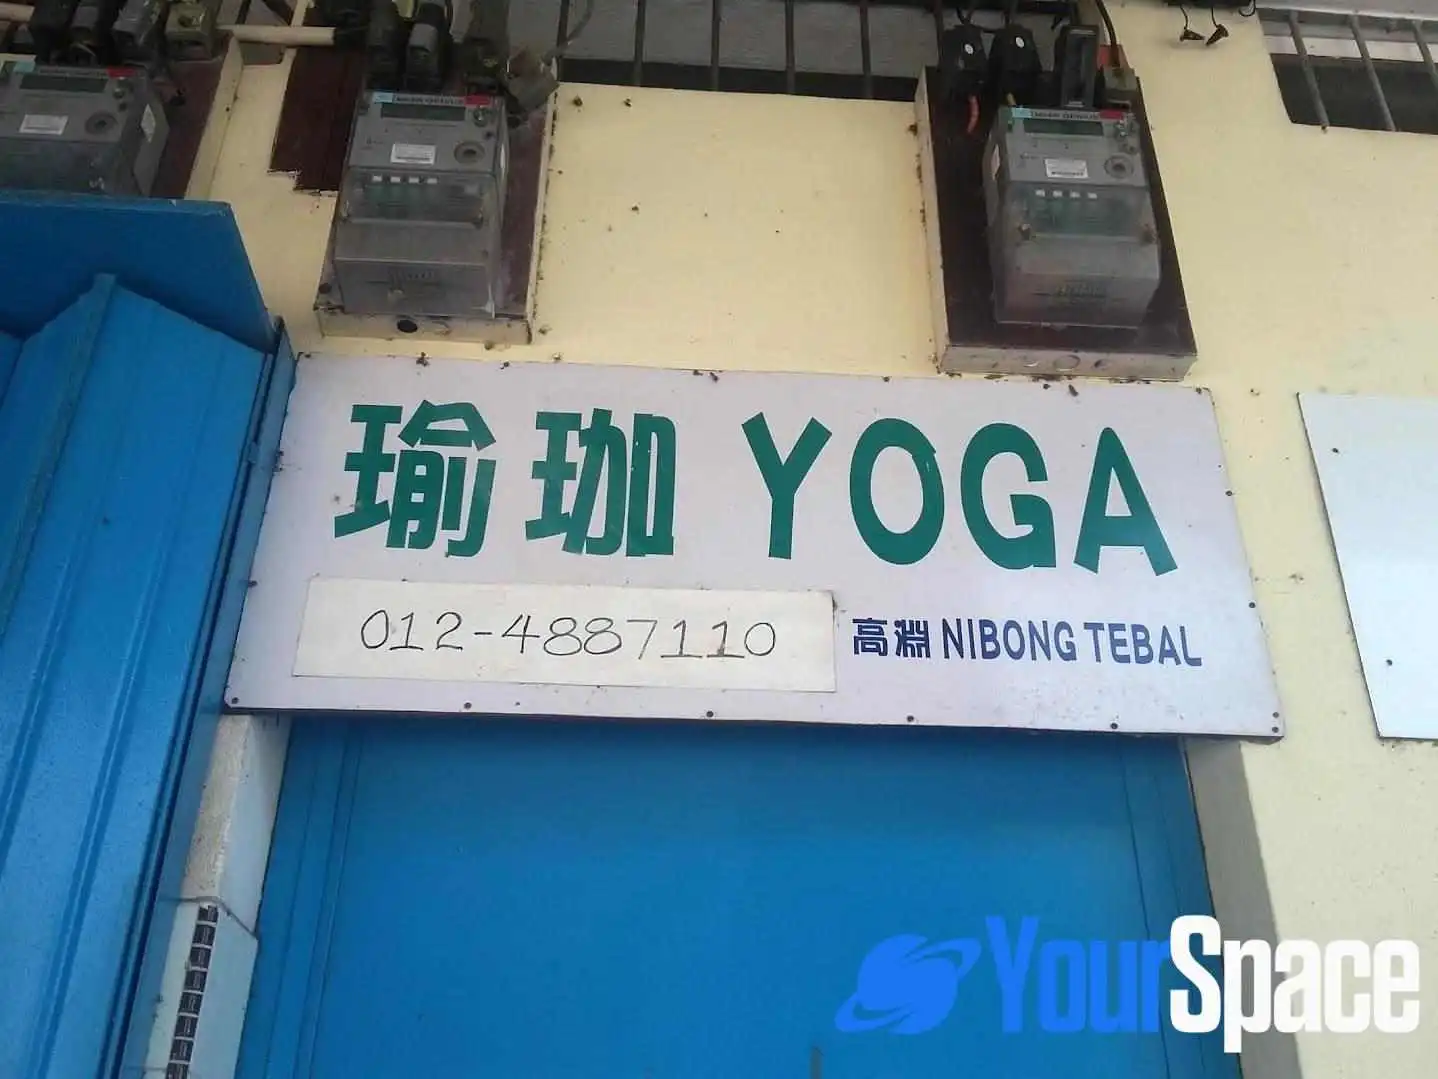 瑜珈 YOGA
012-4887110
高淵 NIBONG TEBAL
YourSpace